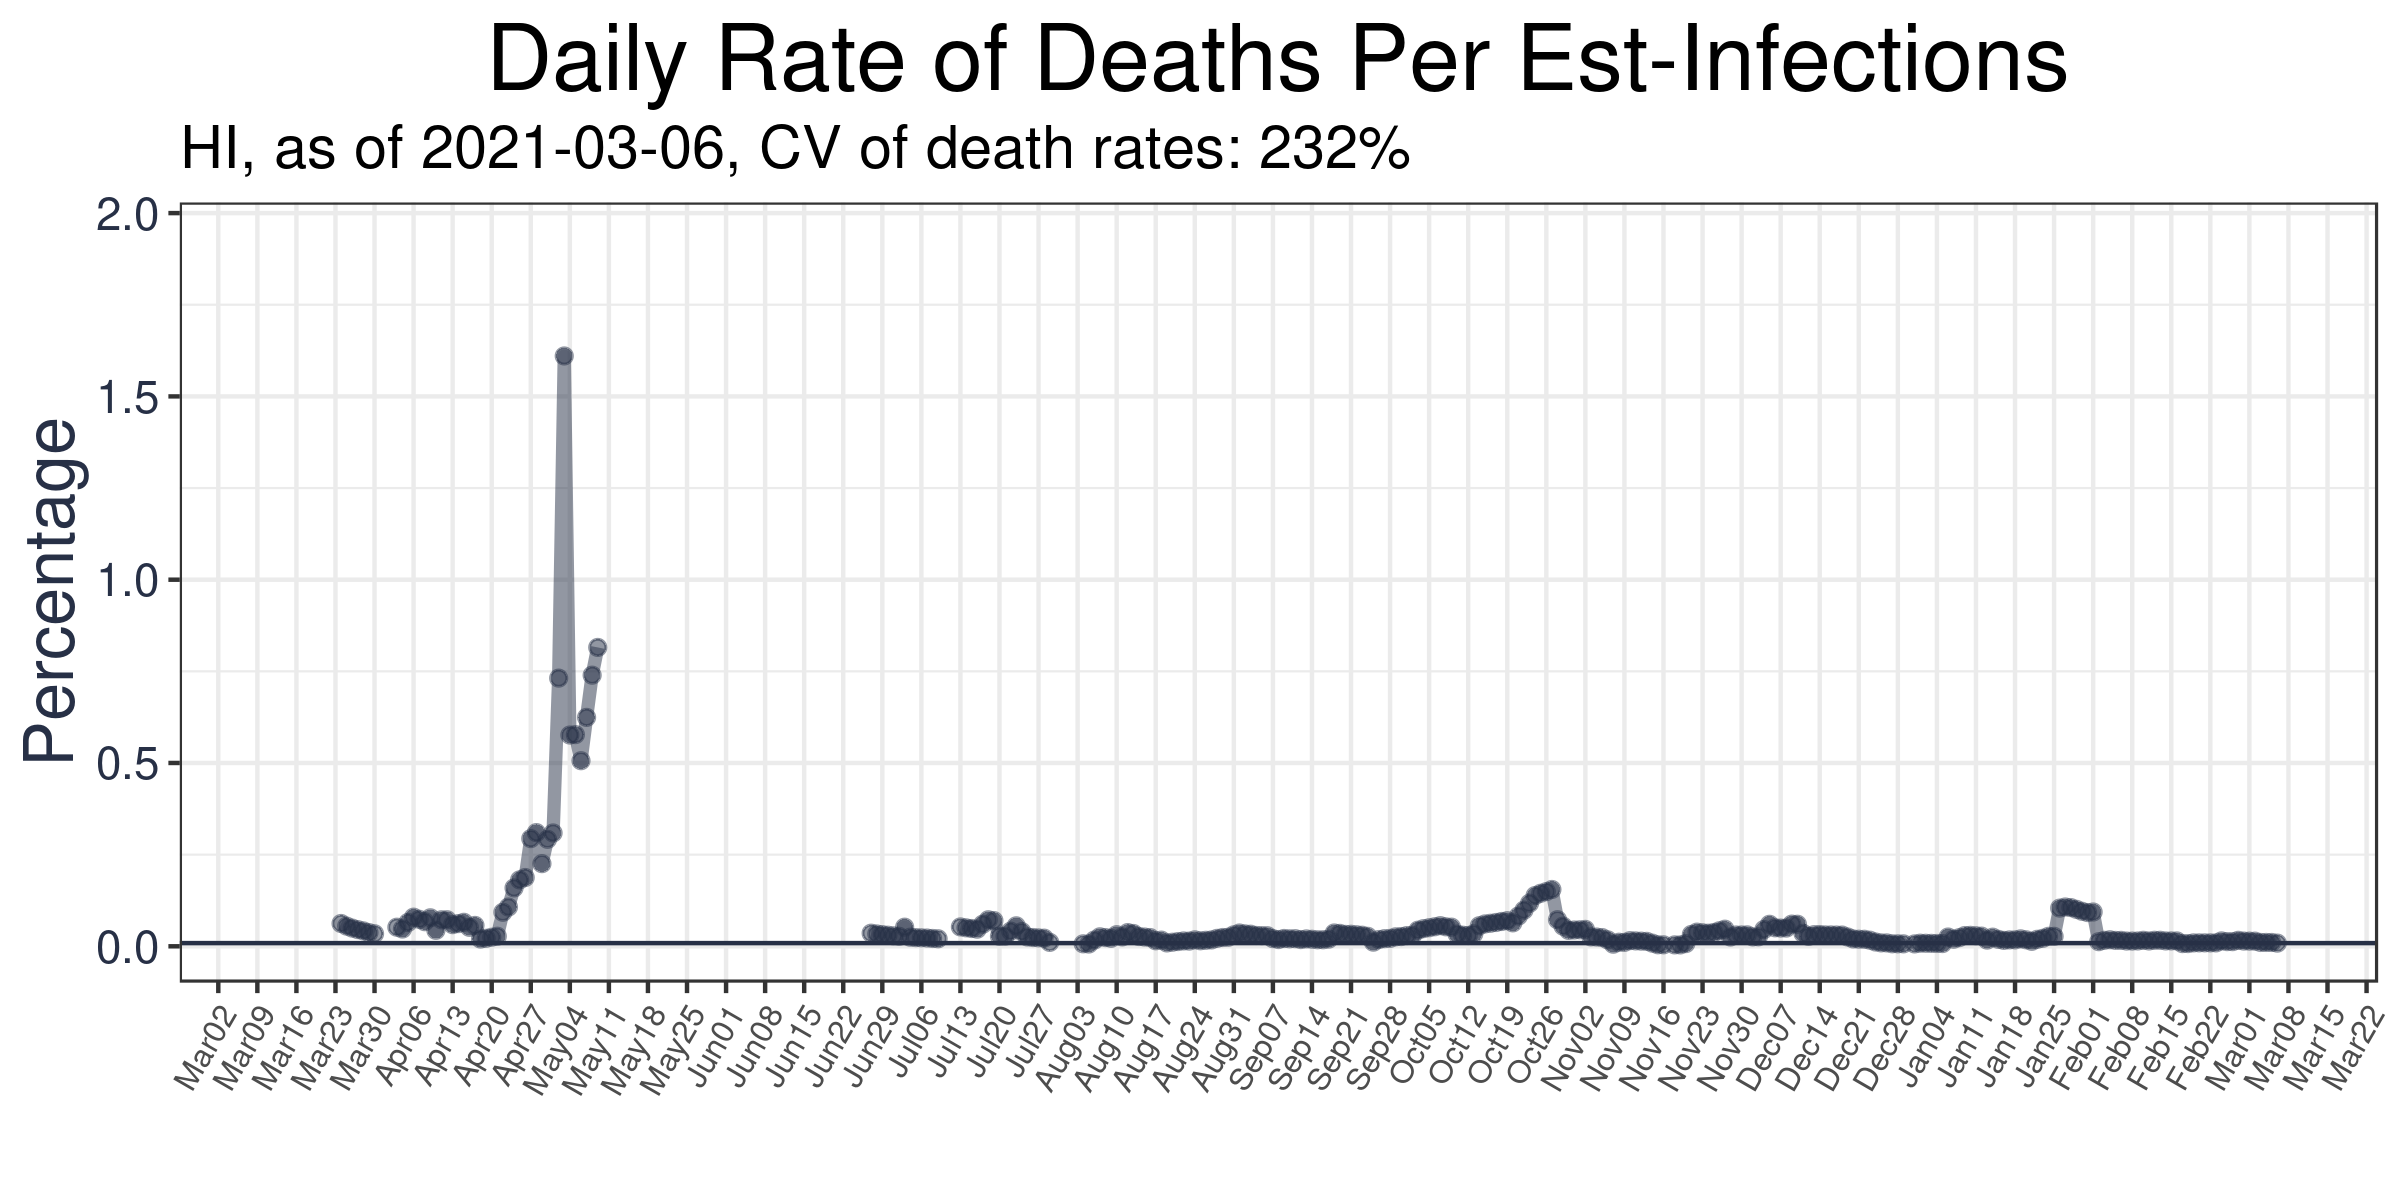 Daily Rate of Deaths Per Est-Infections
HI, as of 2021-03-06, CV of death rates: 232%
Percentage
2.0
1.5
1.0
0.5
0.0
Mar02 Mar09 Mar16 Mar23 Mar30 Apr06 Apr13 Apr20 Apr27 May04 May11 May18 May25 Jun01 Jun08 Jun15 Jun22 Jun29 Jul06 Jul13 Jul20 Jul27 Aug03 Aug10 Aug17 Aug24 Aug31 Sep07 Sep14 Sep21 Sep28 Oct05 Oct12 Oct19 Oct26 Nov02 Nov09 Nov16 Nov23 Nov30 Dec07 Dec14 Dec21 Dec28 Jan04 Jan11 Jan18 Jan25 Feb01 Feb08 Feb15 Feb22 Mar01 Mar08 Mar15 Mar22